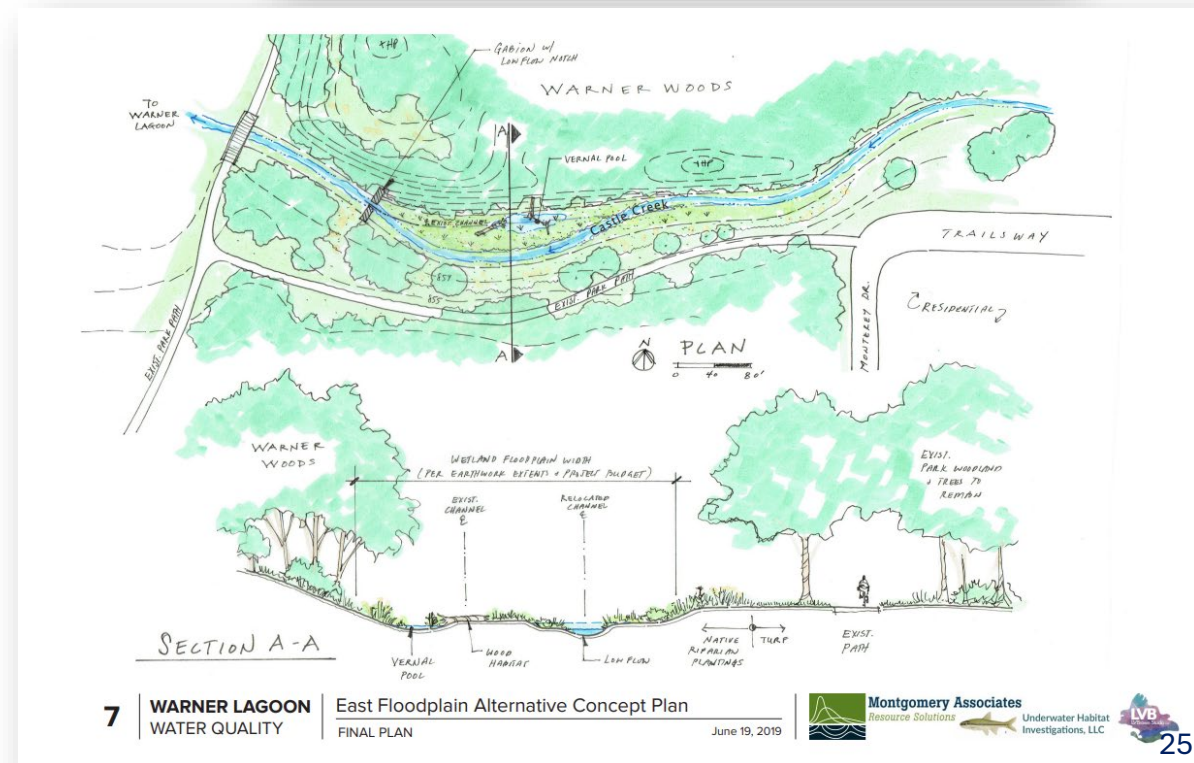 XHP
GABION W/
LOW FLOW NOTCH
WARNER WOODS
TO
WARNER
LAGOON
A
VERNAL POOL
XHP
EXIST. CHANNEL
Castle Creek
TRAILSWAY
857
855
EXIST. PARK PATH
EXIST. PARK PATH
MONTEREY DR.
RESIDENTIAL
A
N
PLAN
0 40 80'
WARNER
WOODS
WETLAND FLOODPLAIN WIDTH
(PER EARTHWORK EXTENTS + PROJECT BUDGET)
EXIST.
CHANNEL
℄
RELOCATED
CHANNEL
℄
EXIST.
PARK WOODLAND
+ TREES TO
REMAIN
SECTION A-A
VERNAL
POOL
WOOD
HABITAT
LOW FLOW
NATIVE
RIPARIAN
PLANTINGS
TURF
EXIST.
PATH
7
WARNER LAGOON
WATER QUALITY
East Floodplain Alternative Concept Plan
FINAL PLAN
June 19, 2019
Montgomery Associates
Resource Solutions
Underwater Habitat
Investigations, LLC
LVB
25